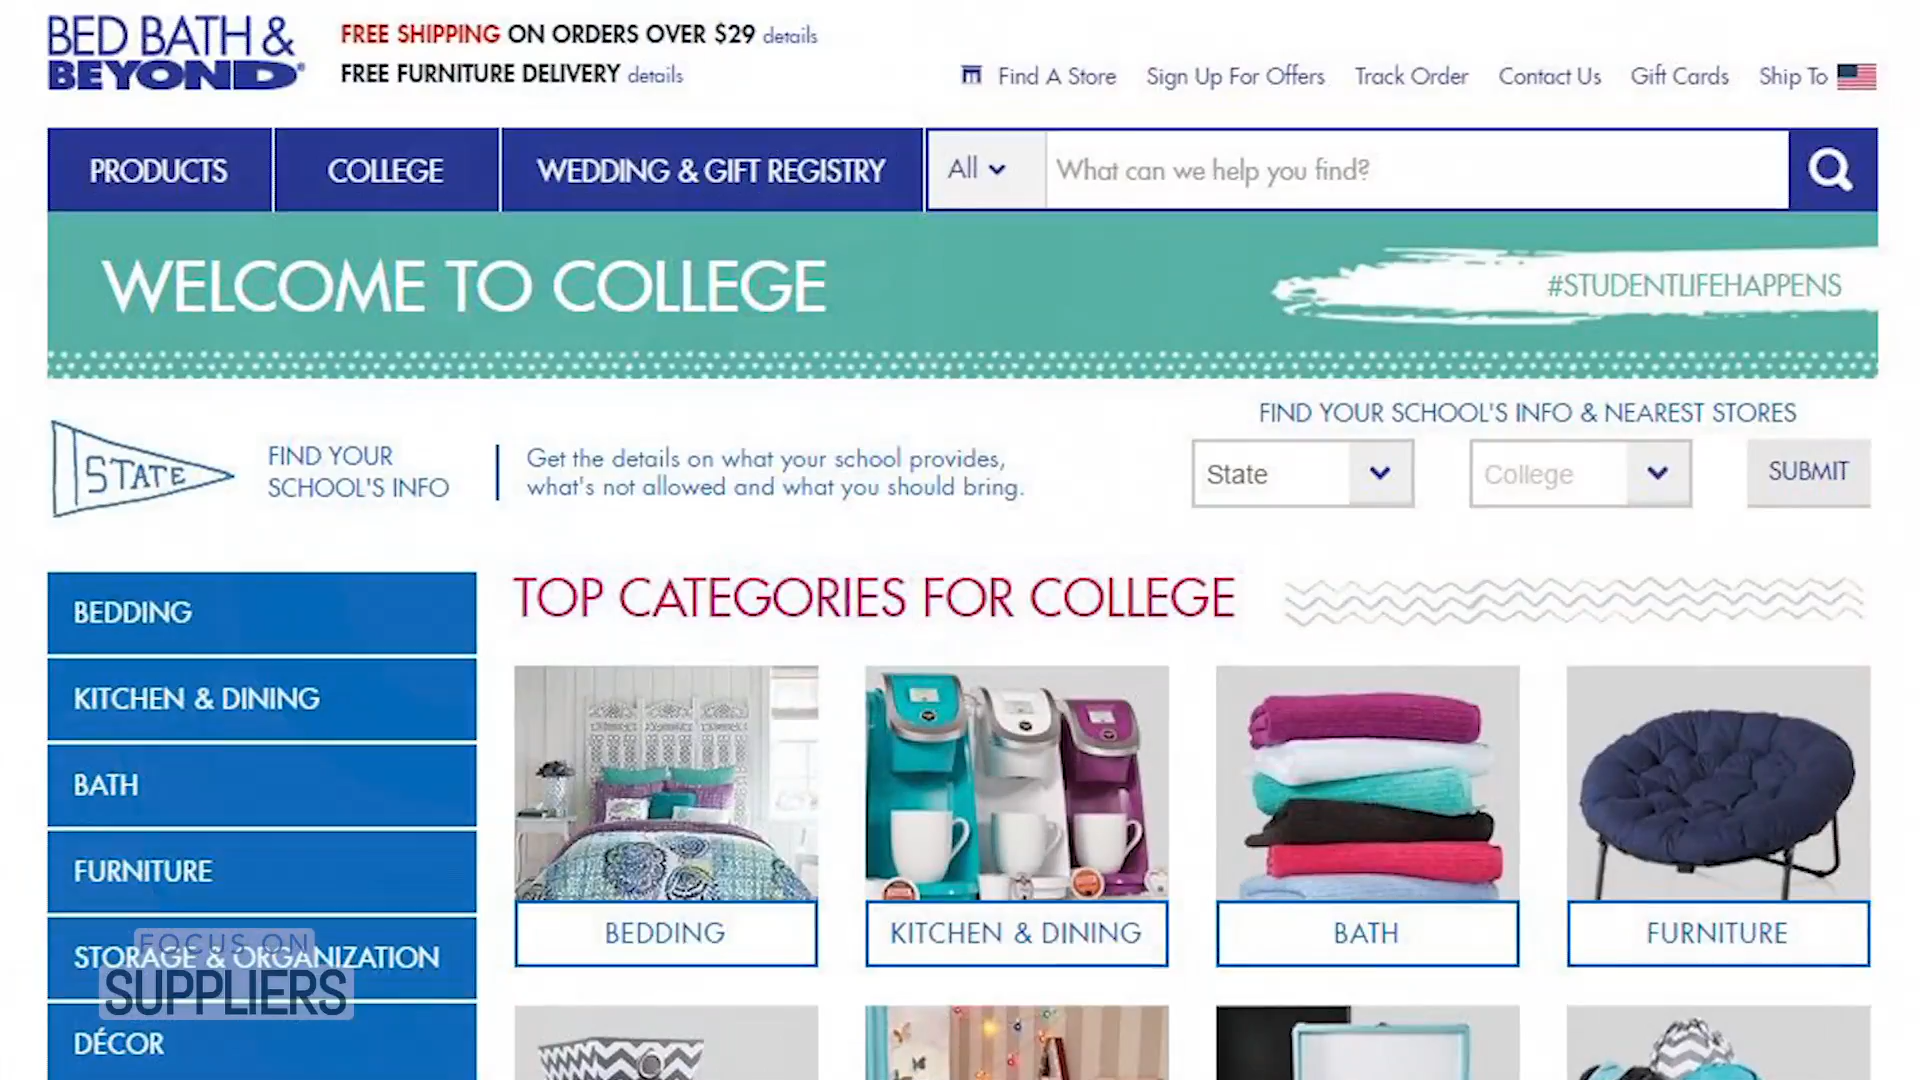 BED BATH &
BEYOND®
FREE SHIPPING ON ORDERS OVER $29 details
FREE FURNITURE DELIVERY details
Find A Store
Sign Up For Offers
Track Order
Contact Us
Gift Cards
Ship To
PRODUCTS
COLLEGE
WEDDING & GIFT REGISTRY
All
What can we help you find?
WELCOME TO COLLEGE
#STUDENTLIFEHAPPENS
STATE
FIND YOUR
SCHOOL'S INFO
Get the details on what your school provides,
what's not allowed and what you should bring.
FIND YOUR SCHOOL'S INFO & NEAREST STORES
State
College
SUBMIT
BEDDING
KITCHEN & DINING
BATH
FURNITURE
STORAGE & ORGANIZATION
DÉCOR
FOCUS ON
SUPPLIERS
TOP CATEGORIES FOR COLLEGE
BEDDING
KITCHEN & DINING
BATH
FURNITURE